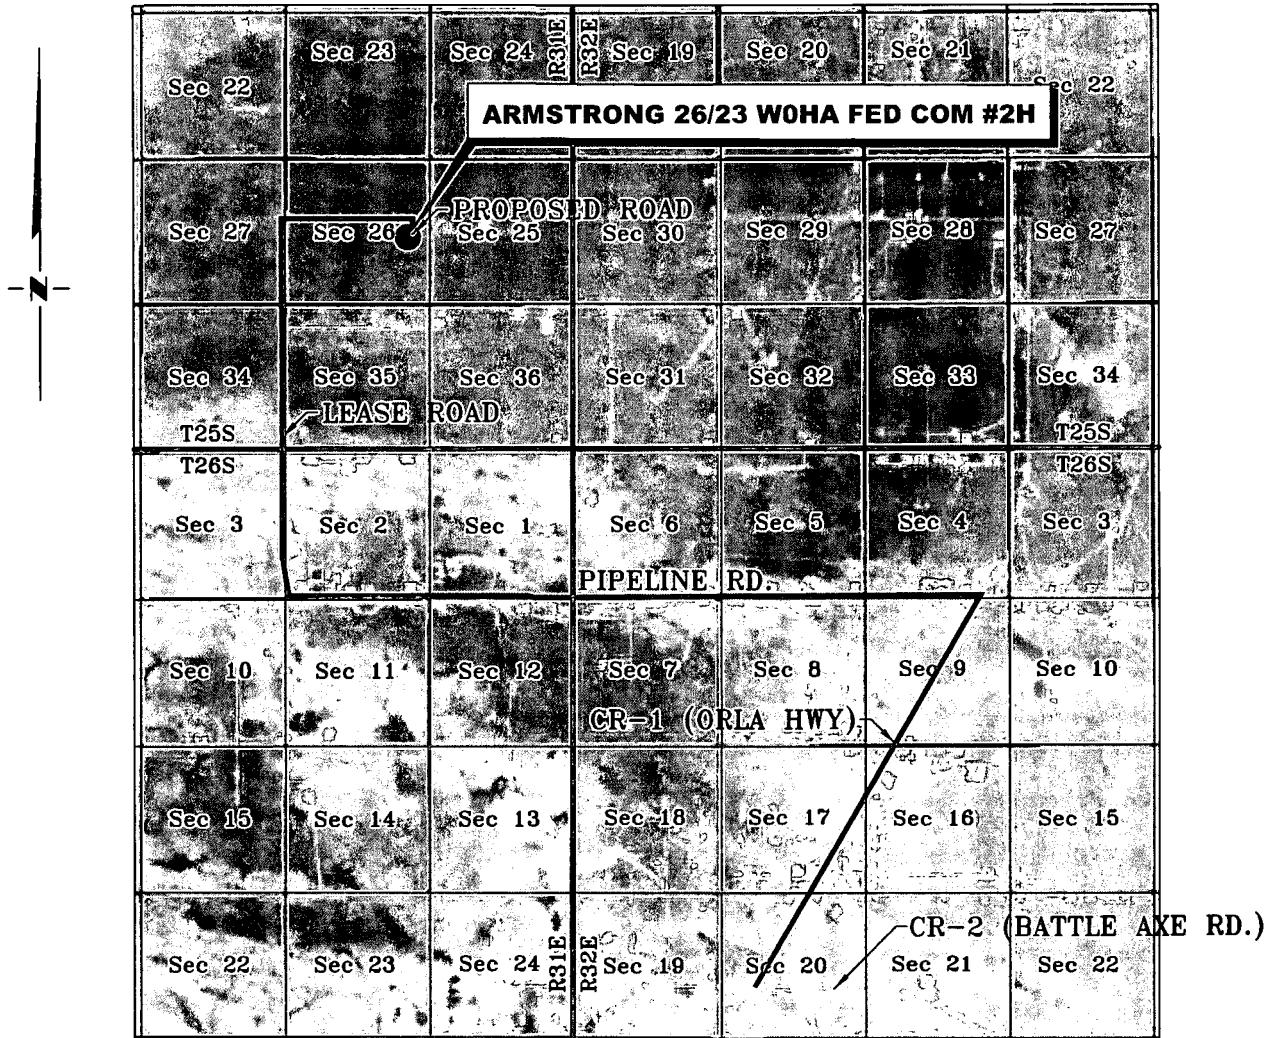 Sec 22
Sec 23
Sec 24
R31E
R32E
Sec 19
Sec 20
Sec 21
Sec 22
ARMSTRONG 26/23 W0HA FED COM #2H
PROPOSED ROAD
Sec 27
Sec 26
Sec 25
Sec 30
Sec 29
Sec 28
Sec 27
N
Sec 34
Sec 35
Sec 36
Sec 31
Sec 32
Sec 33
Sec 34
LEASE ROAD
T25S
T25S
T26S
T26S
Sec 3
Sec 2
Sec 1
Sec 6
Sec 5
Sec 4
Sec 3
PIPELINE RD.
Sec 10
Sec 11
Sec 12
Sec 7
Sec 8
Sec 9
Sec 10
CR-1 (ORLA HWY)
Sec 15
Sec 14
Sec 13
Sec 18
Sec 17
Sec 16
Sec 15
CR-2 (BATTLE AXE RD.)
Sec 22
Sec 23
Sec 24
R31E
R32E
Sec 19
Sec 20
Sec 21
Sec 22